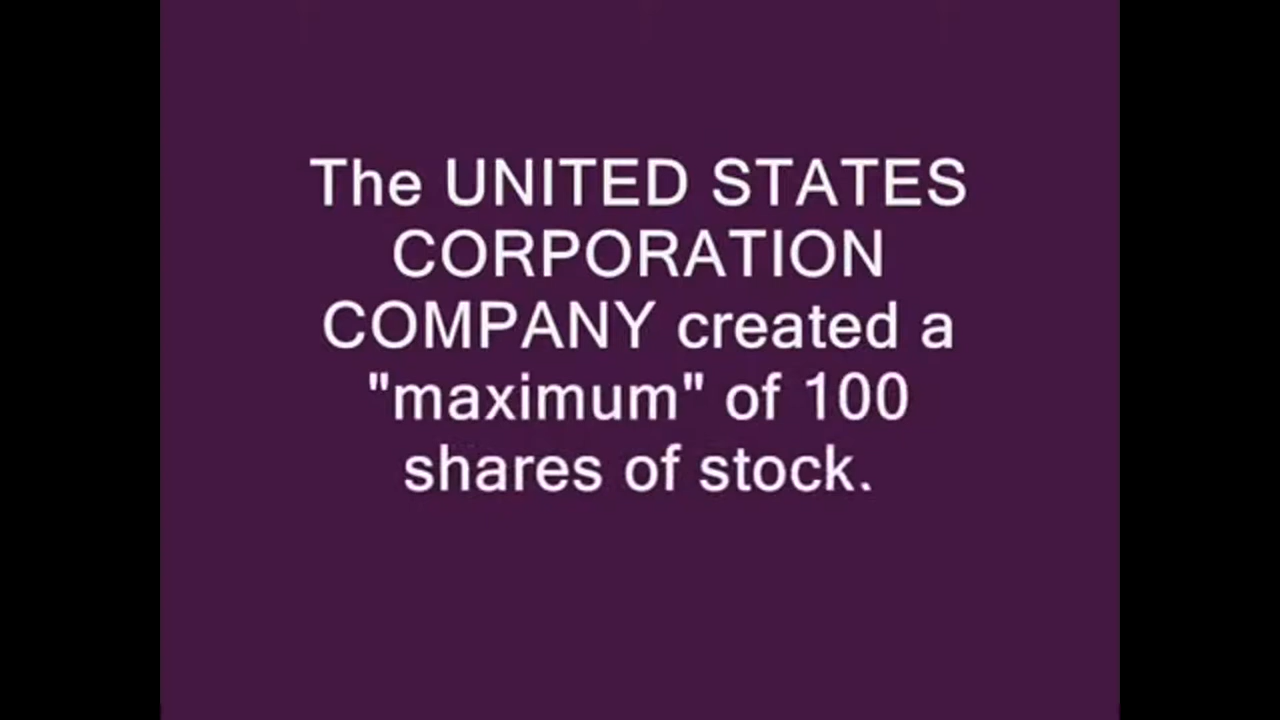 The UNITED STATES
CORPORATION
COMPANY created a
"maximum" of 100
shares of stock.